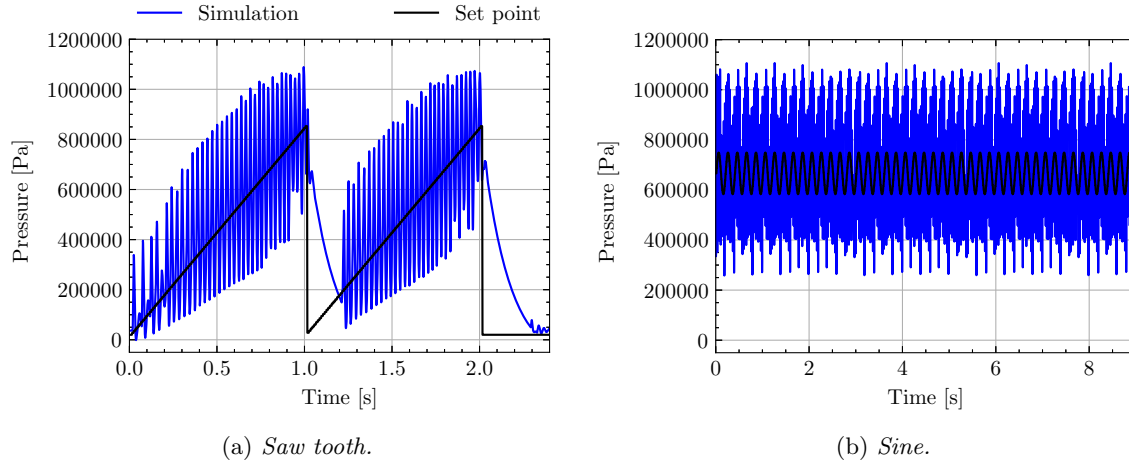 Simulation Set point
1200000
1000000
800000
600000
400000
200000
0
Pressure [Pa]
0.0 0.5 1.0 1.5 2.0
Time [s]
(a) Saw tooth.
1200000
1000000
800000
600000
400000
200000
0
Pressure [Pa]
0 2 4 6 8
Time [s]
(b) Sine.